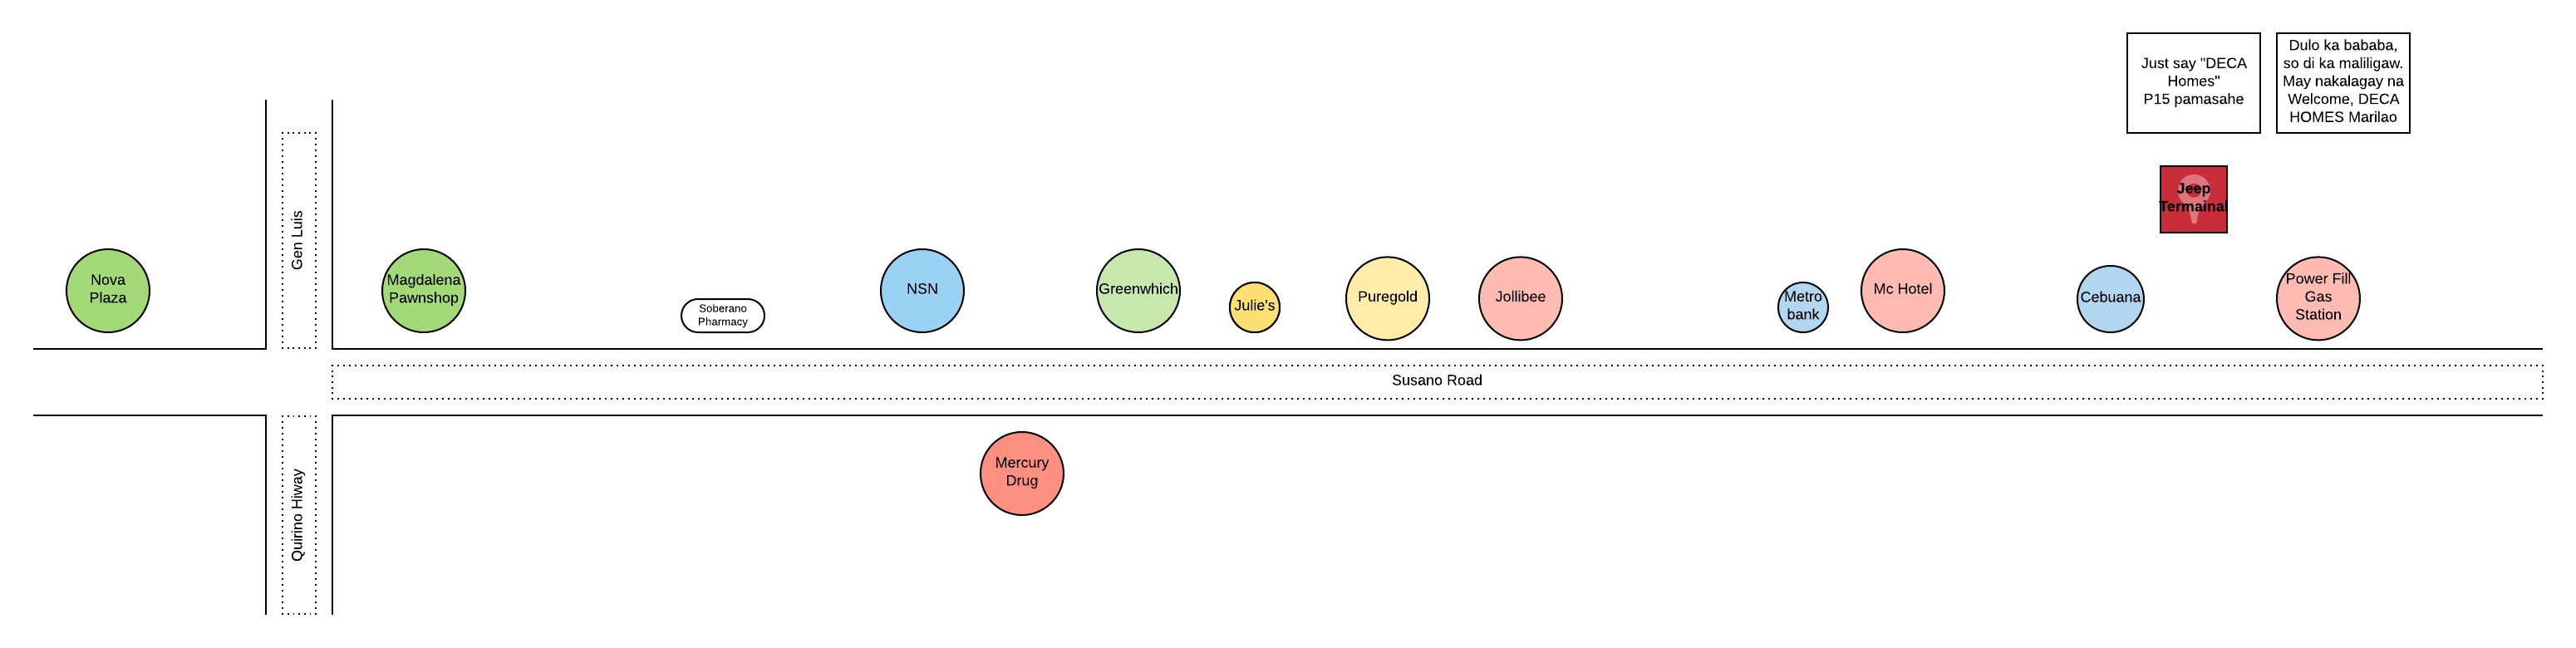 Just say "DECA
Homes"
P15 pamasahe
Dulo ka bababa,
so di ka maliligaw.
May nakalagay na
Welcome, DECA
HOMES Marilao
Jeep
Termainal
Gen Luis
Nova
Plaza
Magdalena
Pawnshop
Soberano
Pharmacy
NSN
Greenwhich
Julie's
Puregold
Jollibee
Metro
bank
Mc Hotel
Cebuana
Power Fill
Gas
Station
Susano Road
Quirino Hiway
Mercury
Drug